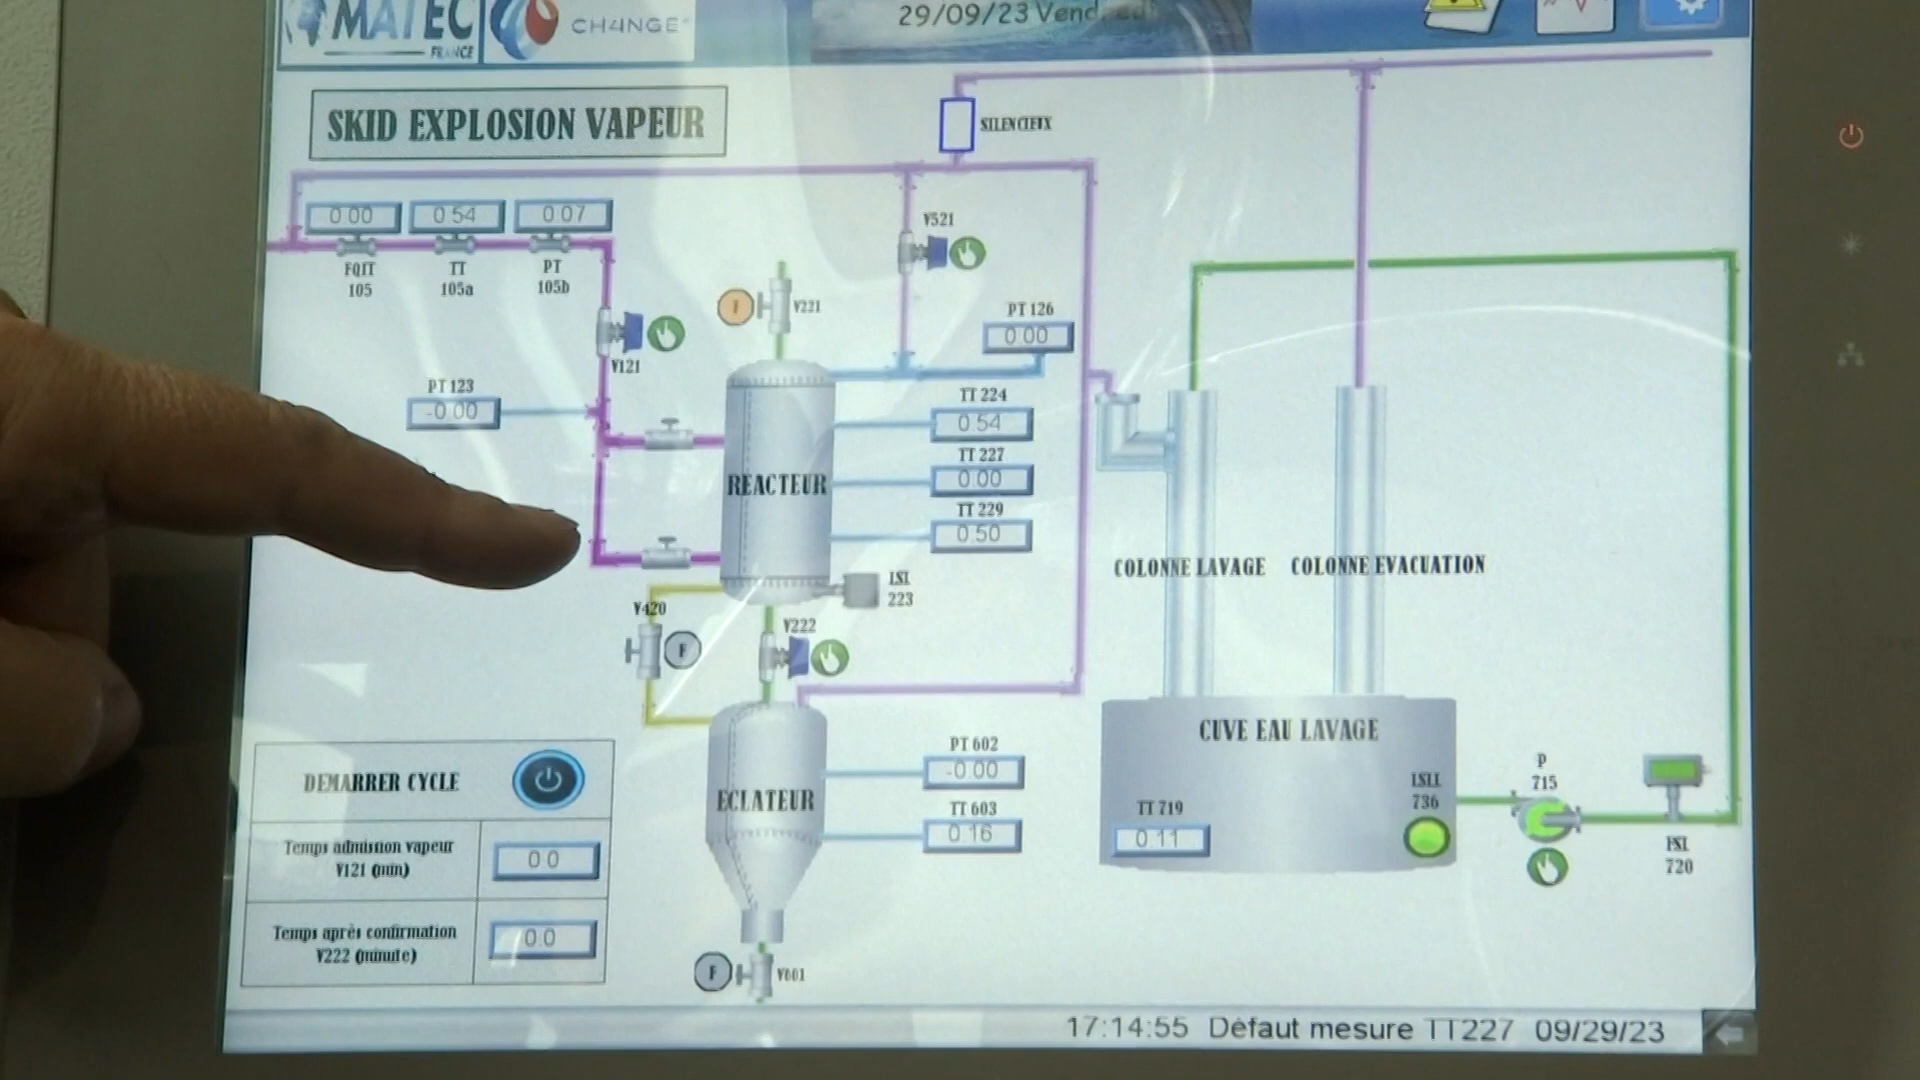 MATEC
FRANCE
CH4NGE
29/09/23 Vendredi
SKID EXPLOSION VAPEUR
SILENCIEUX
0.00
0.54
0.07
FQIT
105
TT
105a
PT
105b
V521
V221
PT 126
0.00
V121
PT 123
-0.00
TT 224
0.54
TT 227
0.00
TT 229
0.50
REACTEUR
COLONNE LAVAGE
COLONNE EVACUATION
LSL
223
V420
F
V222
CUVE EAU LAVAGE
PT 602
-0.00
TT 603
0.16
ECLATEUR
TT 719
0.11
LSLL
736
P
715
FSL
720
DEMARRER CYCLE
Temps admission vapeur
V121 (min)
0.0
Temps après confirmation
V222 (minute)
0.0
F
V601
17:14:55 Défaut mesure TT227 09/29/23